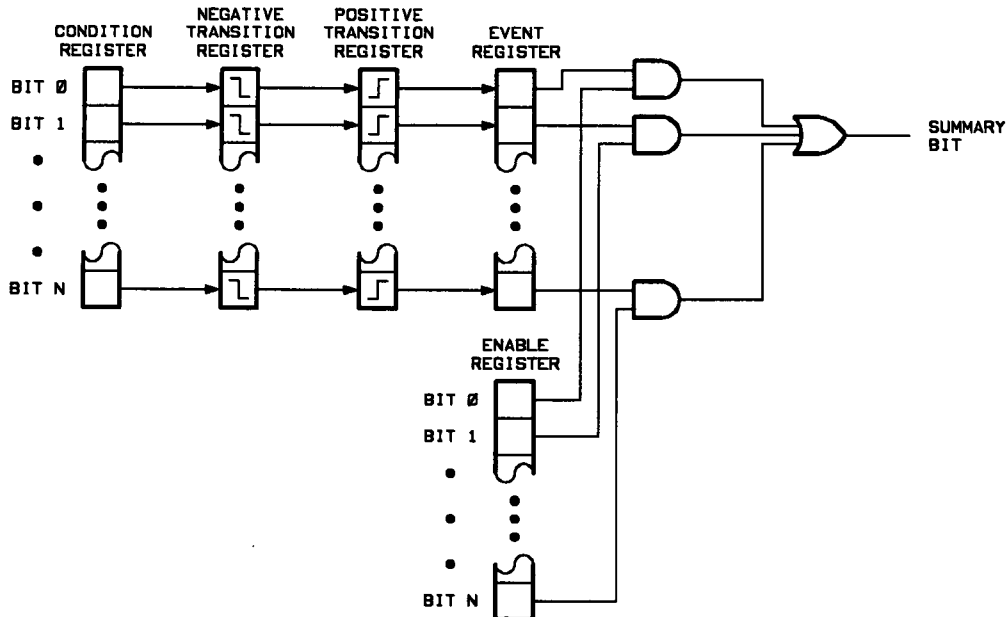 CONDITION
REGISTER
NEGATIVE
TRANSITION
REGISTER
POSITIVE
TRANSITION
REGISTER
EVENT
REGISTER
BIT Ø
BIT 1
BIT N
SUMMARY
BIT
ENABLE
REGISTER
BIT Ø
BIT 1
BIT N